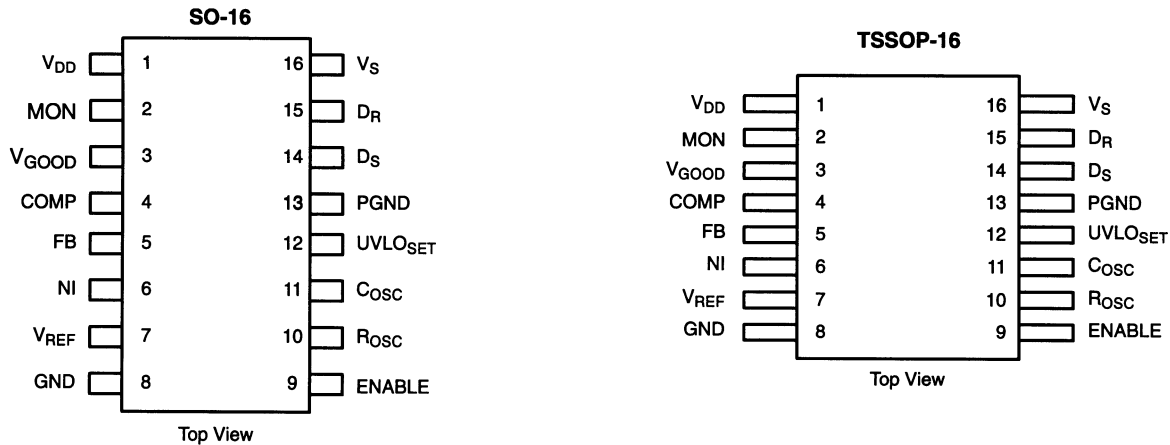 SO-16
V_DD 1 16 V_S
MON 2 15 D_R
V_GOOD 3 14 D_S
COMP 4 13 PGND
FB 5 12 UVLO_SET
NI 6 11 C_OSC
V_REF 7 10 R_OSC
GND 8 9 ENABLE
Top View
TSSOP-16
V_DD 1 16 V_S
MON 2 15 D_R
V_GOOD 3 14 D_S
COMP 4 13 PGND
FB 5 12 UVLO_SET
NI 6 11 C_OSC
V_REF 7 10 R_OSC
GND 8 9 ENABLE
Top View